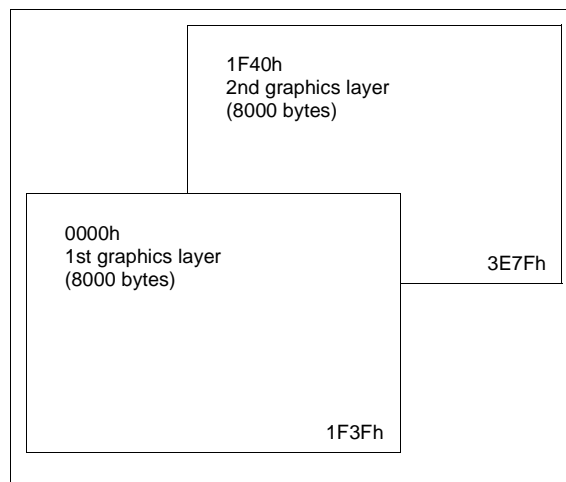 1F40h
2nd graphics layer
(8000 bytes)
3E7Fh
0000h
1st graphics layer
(8000 bytes)
1F3Fh